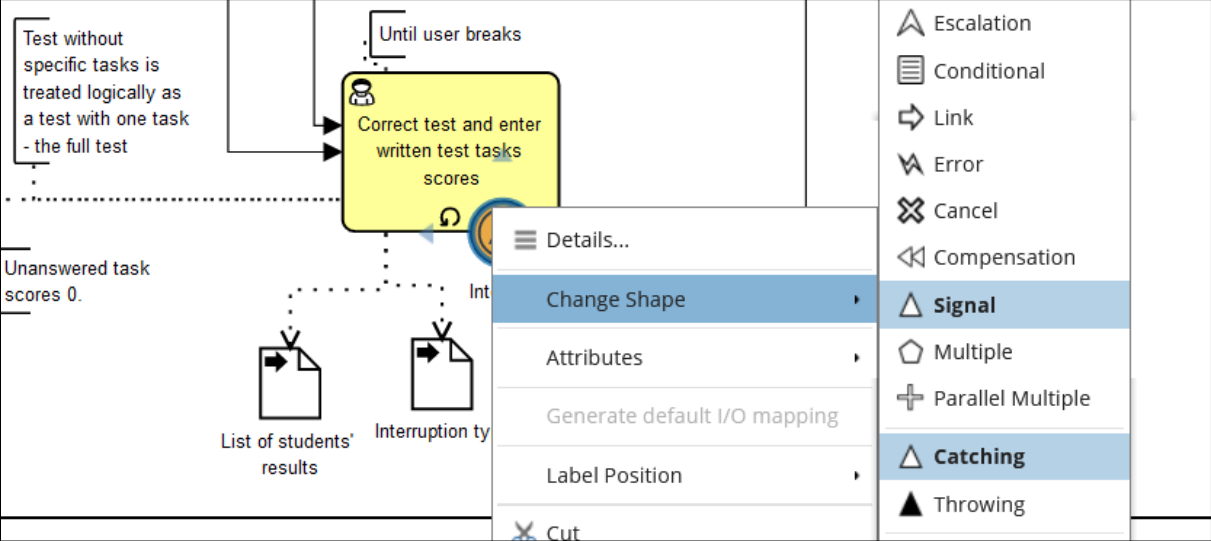 Test without
specific tasks is
treated logically as
a test with one task
- the full test
Until user breaks
Correct test and enter
written test tasks
scores
Unanswered task
scores 0.
List of students'
results
Interruption ty
Int
Details...
Change Shape
Attributes
Generate default I/O mapping
Label Position
Cut
Escalation
Conditional
Link
Error
Cancel
Compensation
Signal
Multiple
Parallel Multiple
Catching
Throwing